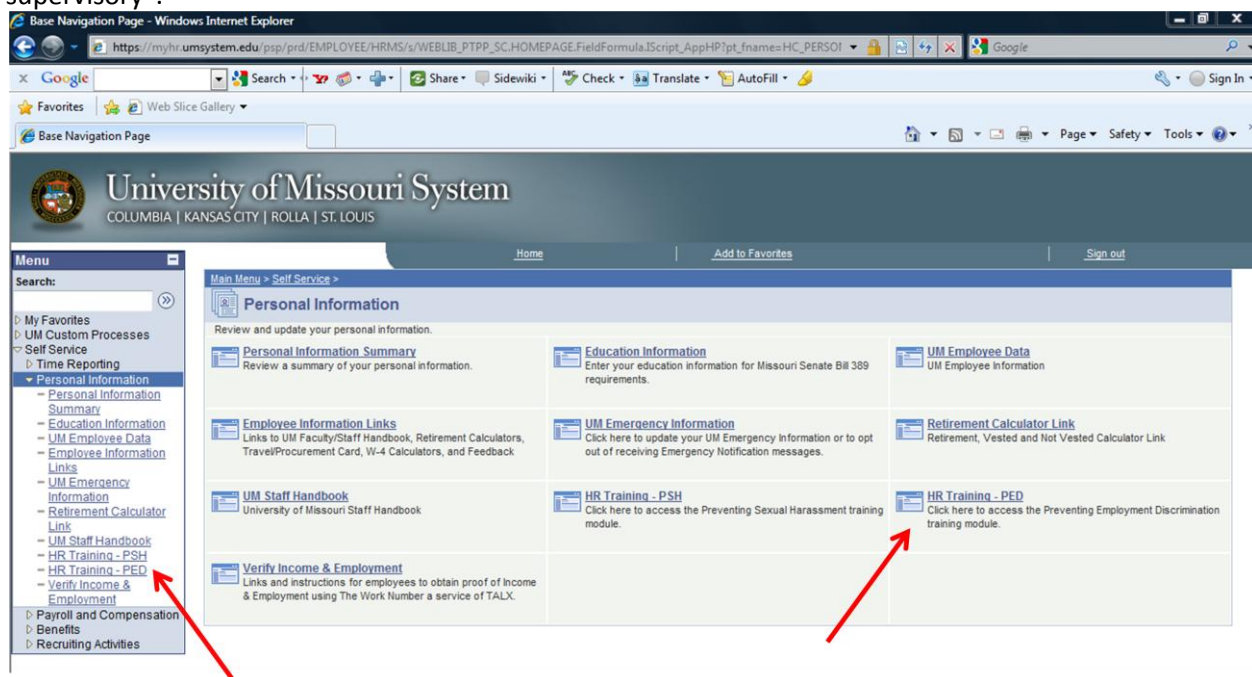 supervisory".
Base Navigation Page - Windows Internet Explorer
https://myhr.umsystem.edu/psp/prd/EMPLOYEE/HRMS/s/WEBLIB_PTPP_SC.HOMEPAGE.FieldFormula.IScript_AppHP?pt_fname=HC_PERSO
Google
x Google Search Share Sidewiki Check Translate AutoFill Sign In
Favorites Web Slice Gallery
Base Navigation Page
Page Safety Tools
University of Missouri System
COLUMBIA | KANSAS CITY | ROLLA | ST. LOUIS
Home Add to Favorites Sign out
Menu
Search:
My Favorites
UM Custom Processes
Self Service
Time Reporting
Personal Information
– Personal Information
Summary
– Education Information
– UM Employee Data
– Employee Information
Links
– UM Emergency
Information
– Retirement Calculator
Link
– UM Staff Handbook
– HR Training - PSH
– HR Training - PED
– Verify Income &
Employment
Payroll and Compensation
Benefits
Recruiting Activities
Main Menu > Self Service >
Personal Information
Review and update your personal information.
Personal Information Summary
Review a summary of your personal information.
Education Information
Enter your education information for Missouri Senate Bill 389
requirements.
UM Employee Data
UM Employee Information
Employee Information Links
Links to UM Faculty/Staff Handbook, Retirement Calculators,
Travel/Procurement Card, W-4 Calculators, and Feedback
UM Emergency Information
Click here to update your UM Emergency Information or to opt
out of receiving Emergency Notification messages.
Retirement Calculator Link
Retirement, Vested and Not Vested Calculator Link
UM Staff Handbook
University of Missouri Staff Handbook
HR Training - PSH
Click here to access the Preventing Sexual Harassment training
module.
HR Training - PED
Click here to access the Preventing Employment Discrimination
training module.
Verify Income & Employment
Links and instructions for employees to obtain proof of Income
& Employment using The Work Number a service of TALX.